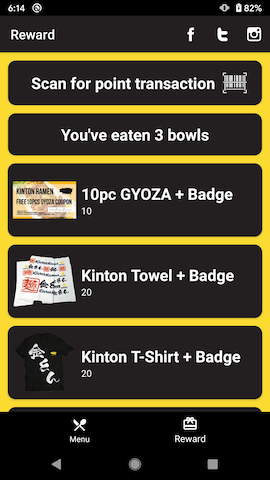 6:14
82%
Reward
Scan for point transaction
You've eaten 3 bowls
KINTON RAMEN
FREE 10PCS GYOZA COUPON
10pc GYOZA + Badge
10
Kinton Towel + Badge
20
Kinton T-Shirt + Badge
20
Menu
Reward